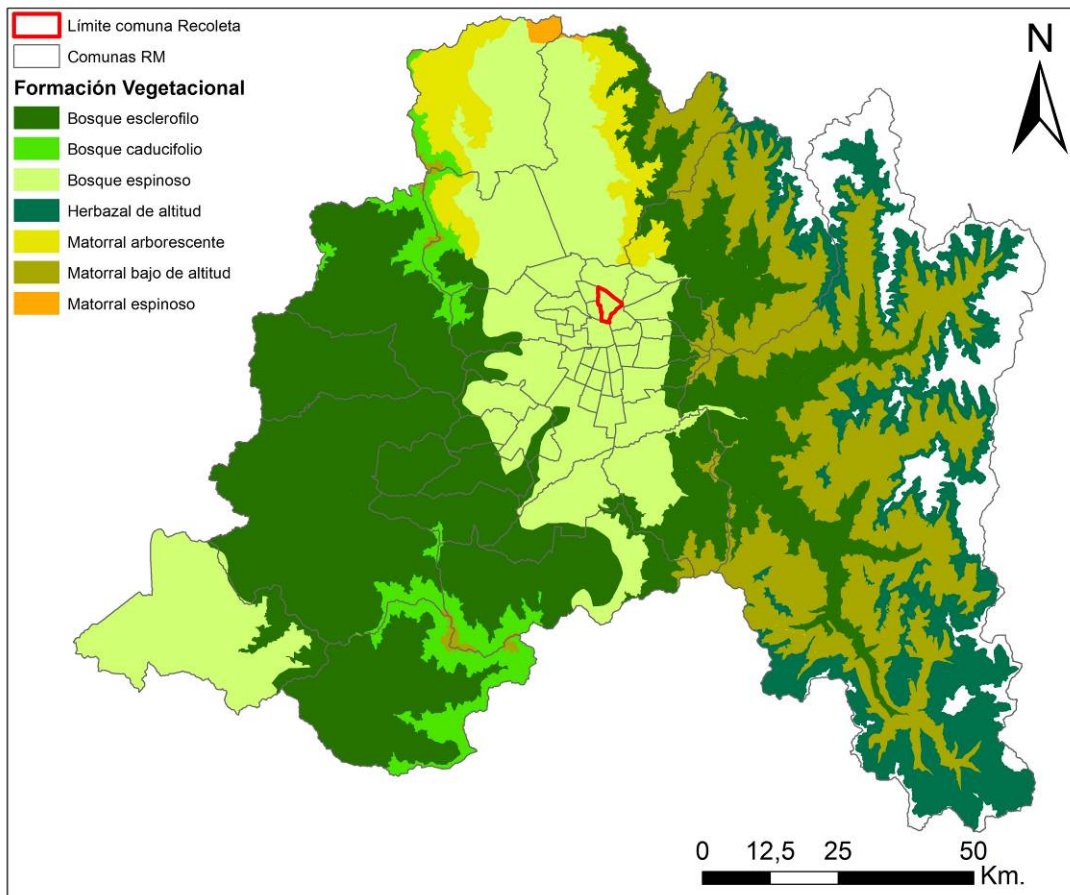 Límite comuna Recoleta
Comunas RM
Formación Vegetacional
Bosque esclerofilo
Bosque caducifolio
Bosque espinoso
Herbazal de altitud
Matorral arborescente
Matorral bajo de altitud
Matorral espinoso
N
0 12,5 25 50
Km.